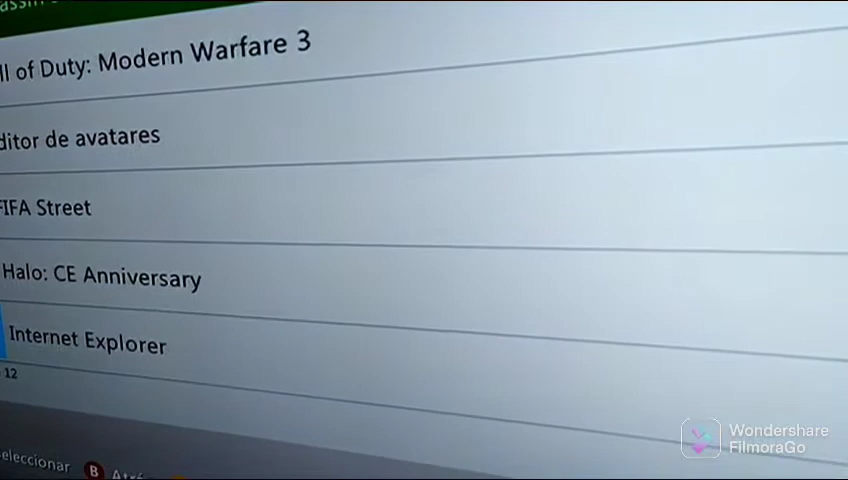 ll of Duty: Modern Warfare 3
ditor de avatares
FIFA Street
Halo: CE Anniversary
Internet Explorer
12
eleccionar B Atrá
Wondershare
FilmoraGo